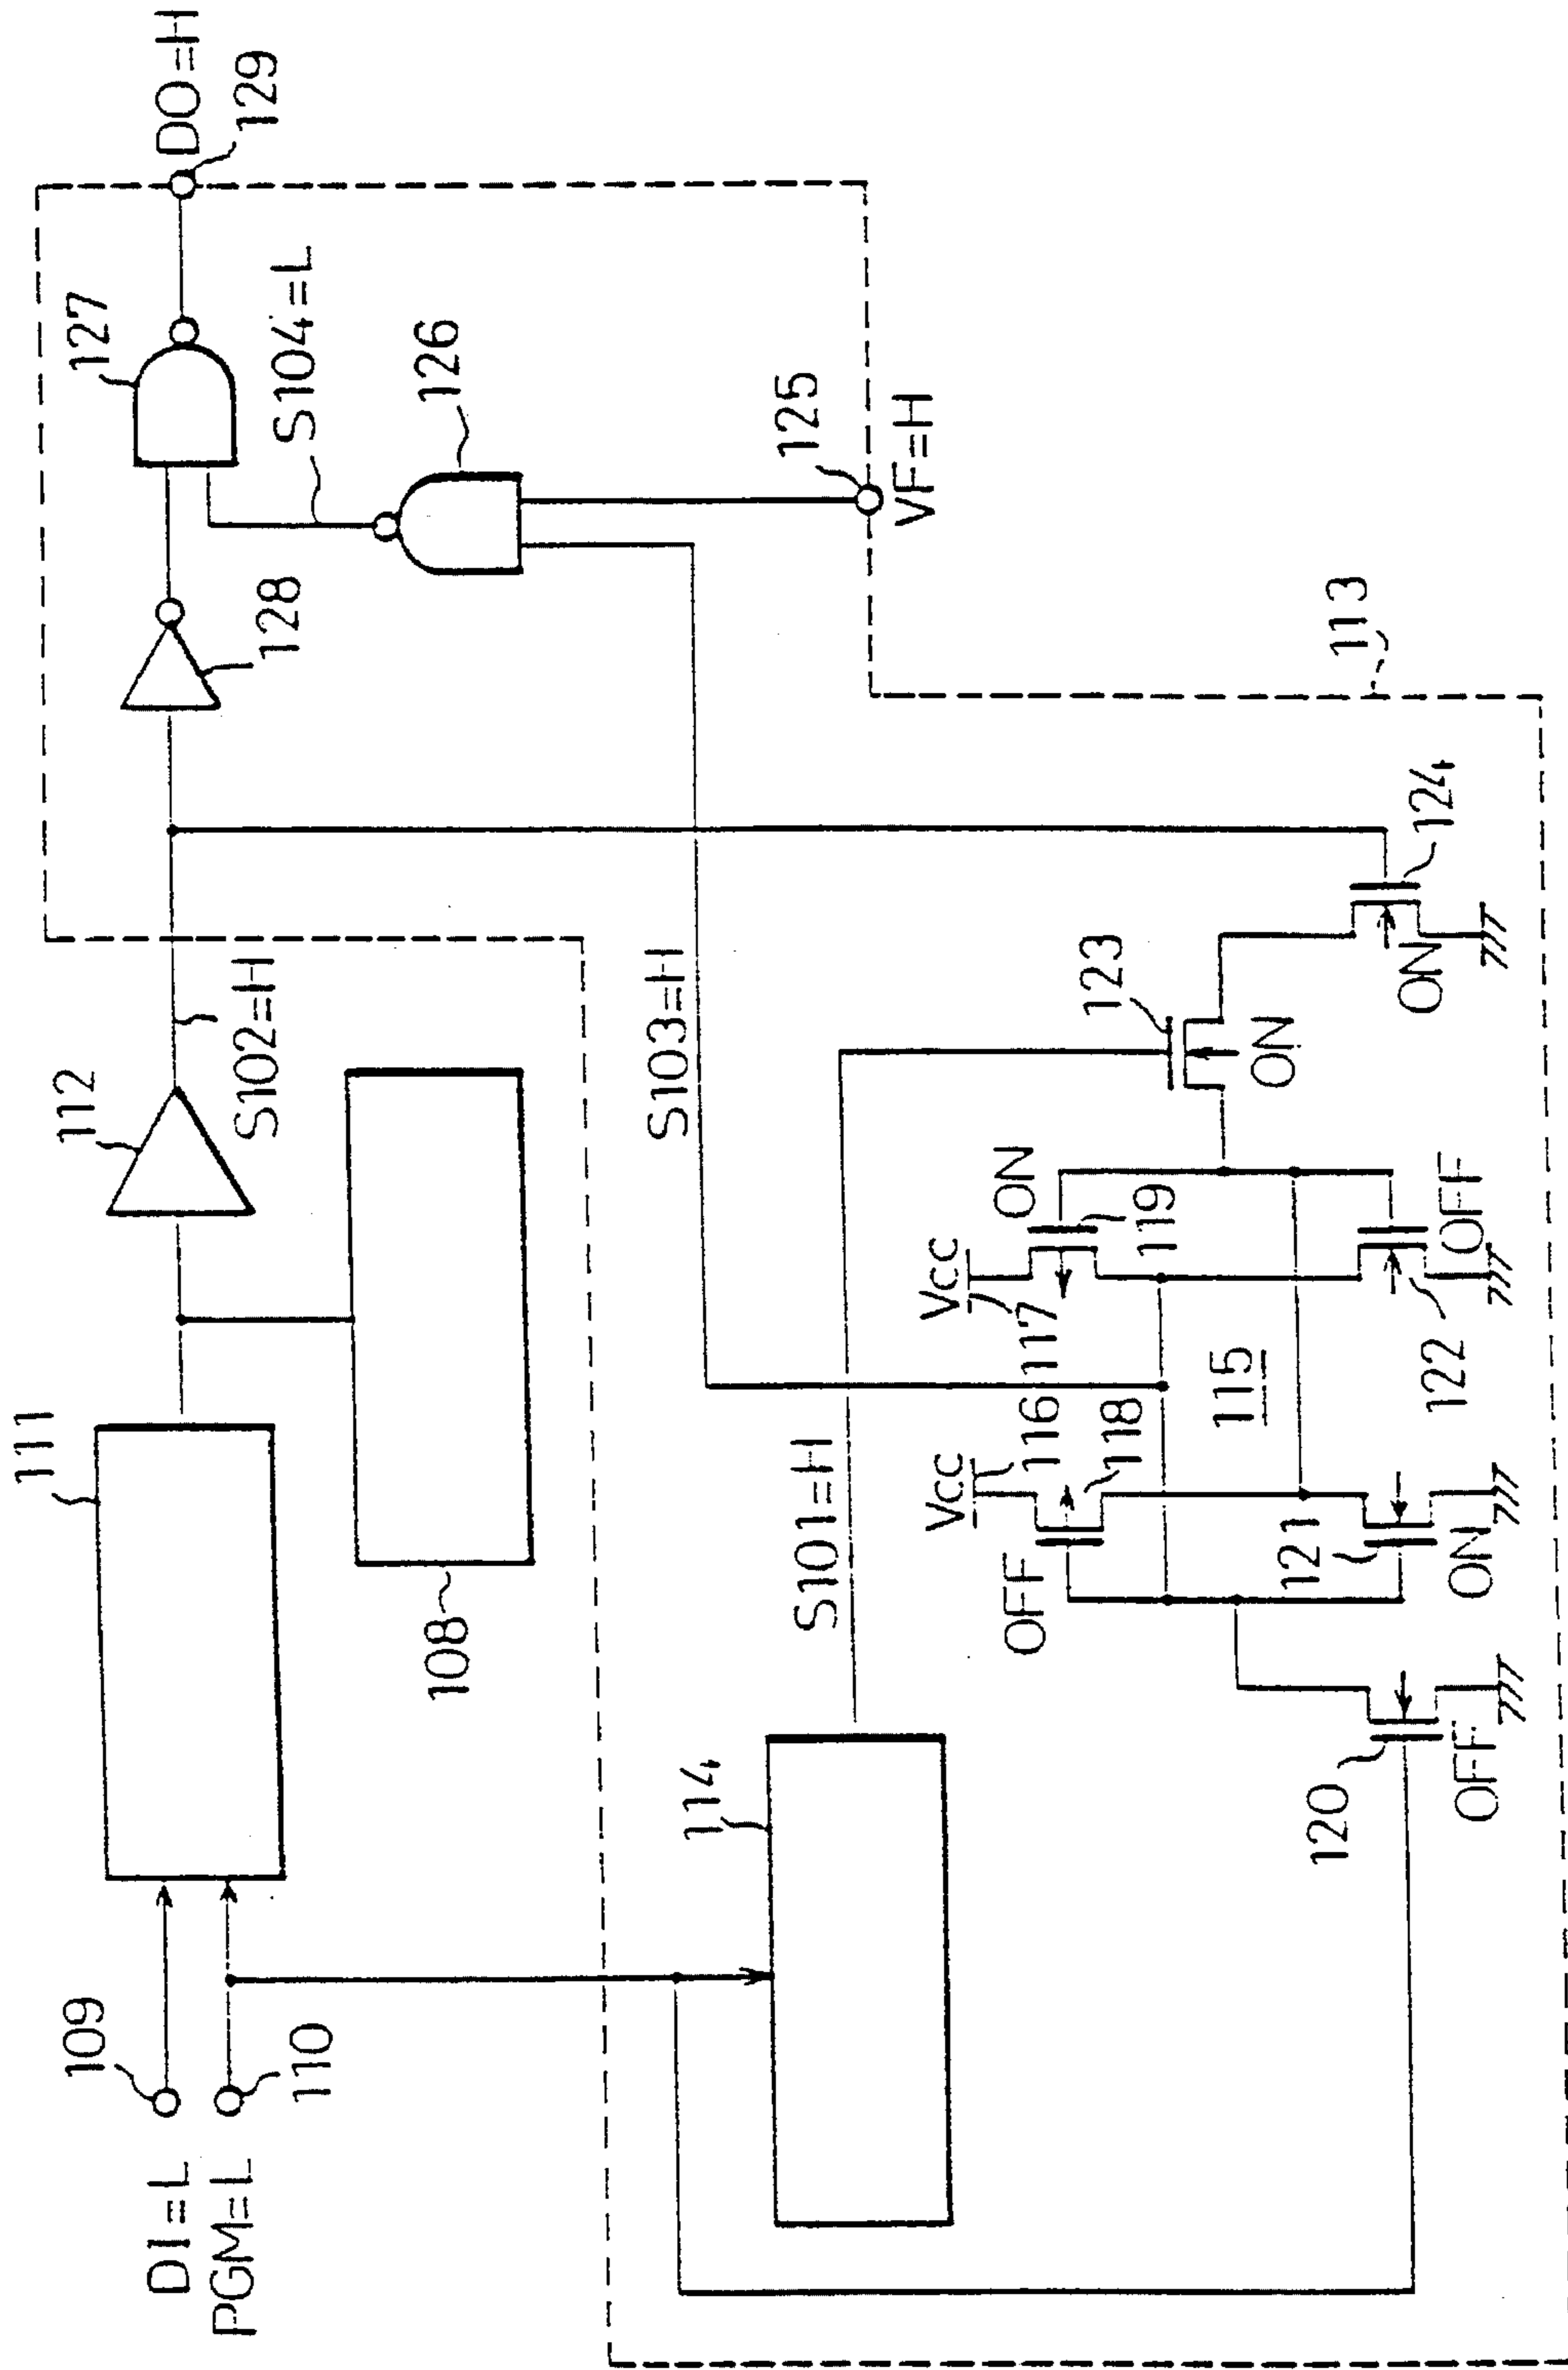 DI=L
109
PGM=L
110
111
108
112
S102=H
128
127
DO=H
129
S104=L
126
125
VF=H
113
114
S101=H
S103=H
123
ON
124
ON
Vcc
116
OFF
118
Vcc
117
ON
119
115
120
OFF
121
ON
122
OFF